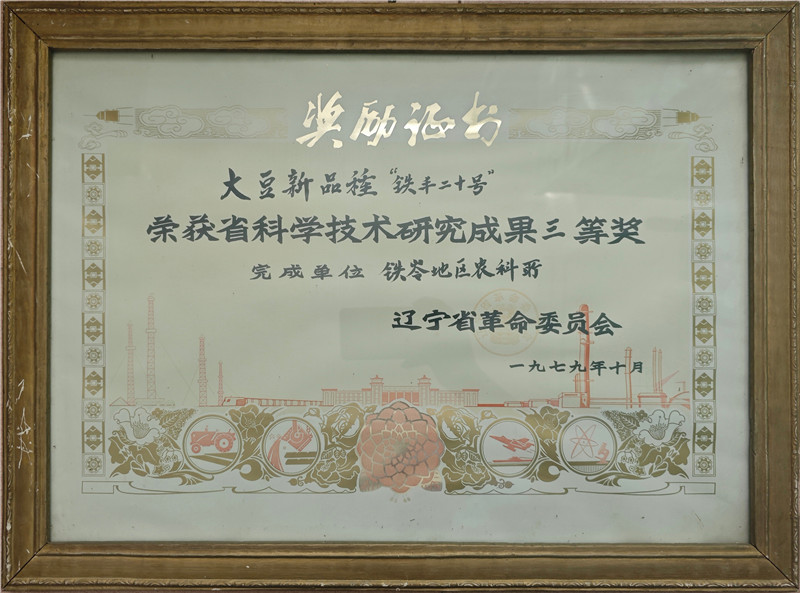 奖励证书
大豆新品種“铁丰二十号”
荣获省科学技术研究成果三等奖
完成单位 铁岺地区农科所
辽宁省革命委员会
一九七九年十月